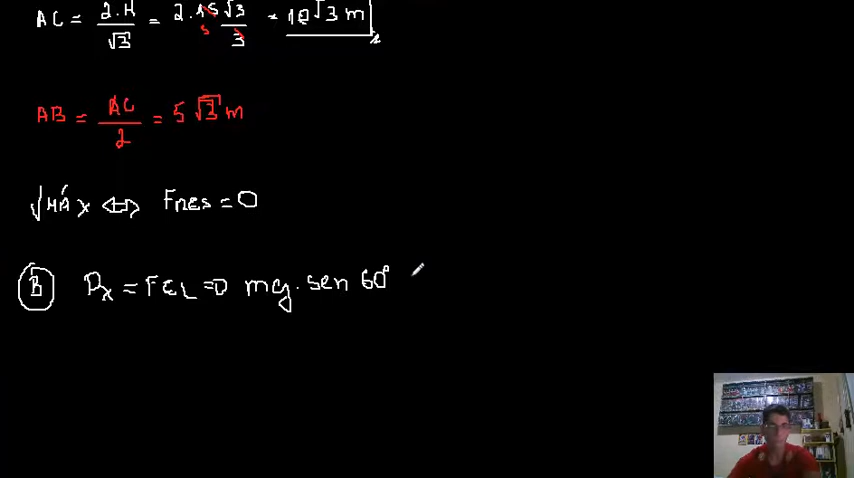 AC = 2.H/√3 = 2.15√3/3 = 10√3 m
AB = AC/2 = 5√3 m
VMÁX ⇔ FRES = 0
B Px = FEL => mg.sen 60°